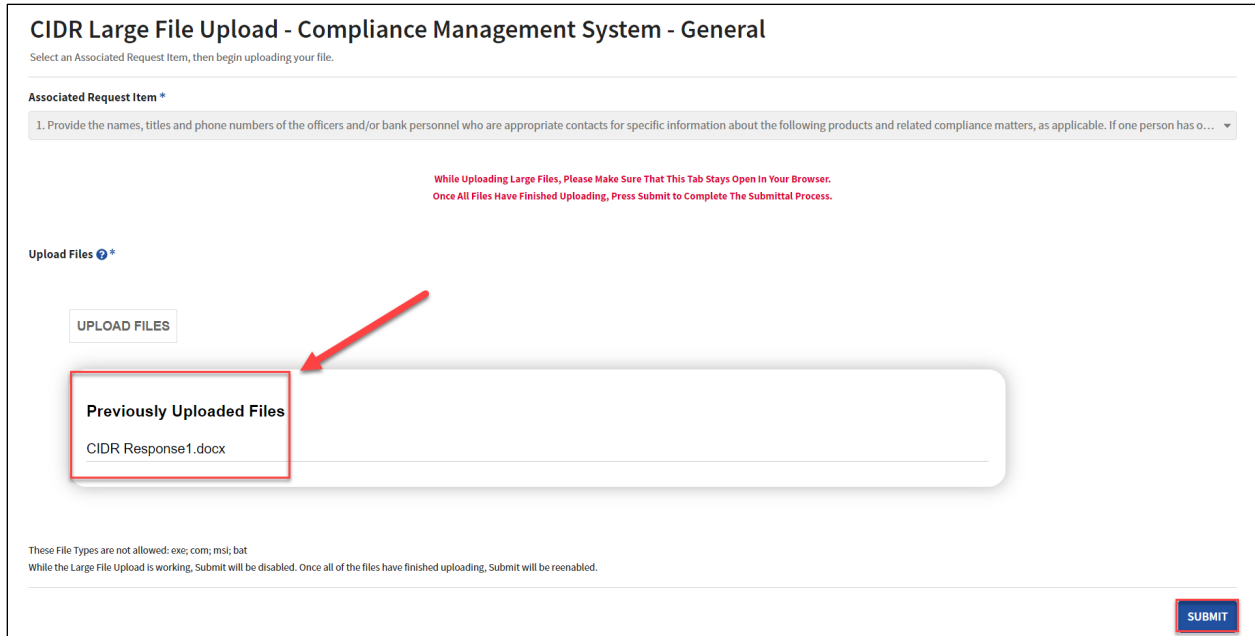 CIDR Large File Upload - Compliance Management System - General
Select an Associated Request Item, then begin uploading your file.
Associated Request Item *
1. Provide the names, titles and phone numbers of the officers and/or bank personnel who are appropriate contacts for specific information about the following products and related compliance matters, as applicable. If one person has o...
While Uploading Large Files, Please Make Sure That This Tab Stays Open In Your Browser.
Once All Files Have Finished Uploading, Press Submit to Complete The Submittal Process.
Upload Files ? *
UPLOAD FILES
Previously Uploaded Files
CIDR Response1.docx
These File Types are not allowed: exe; com; msi; bat
While the Large File Upload is working, Submit will be disabled. Once all of the files have finished uploading, Submit will be reenabled.
SUBMIT